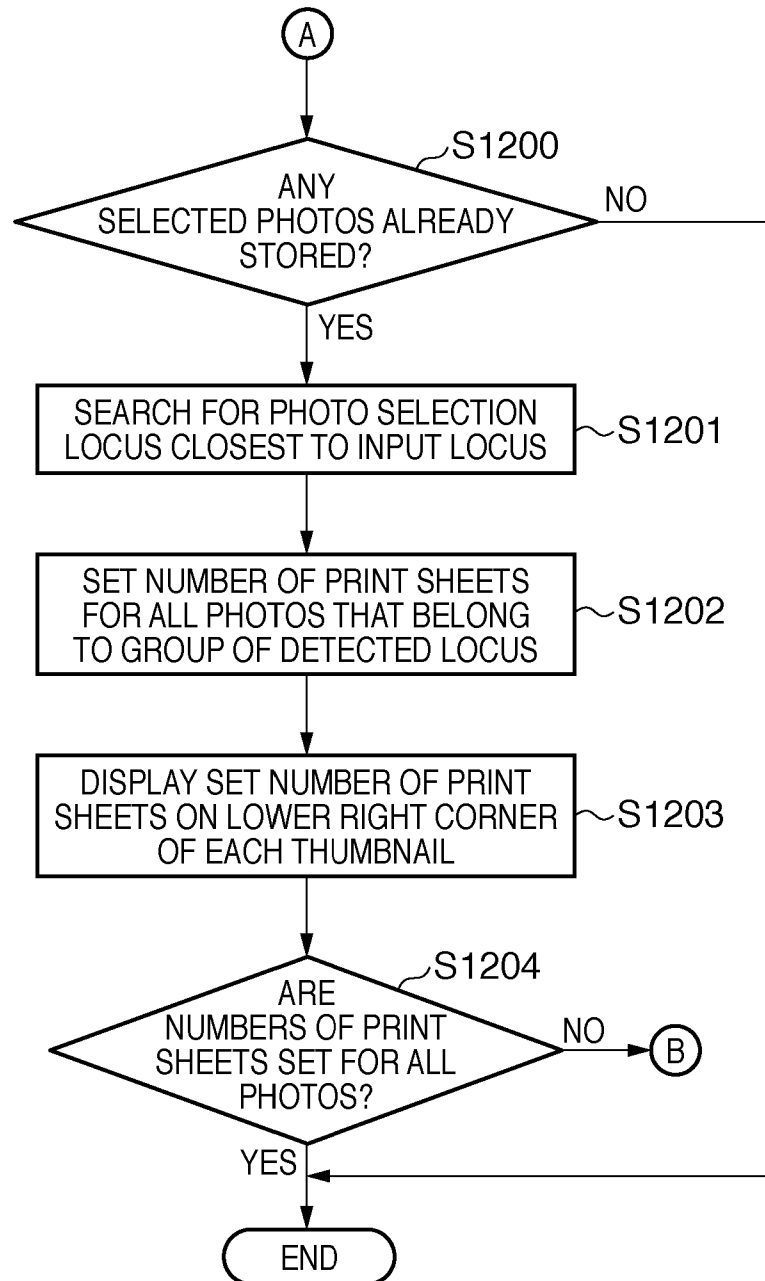 A
S1200
ANY
SELECTED PHOTOS ALREADY
STORED?
NO
YES
SEARCH FOR PHOTO SELECTION
LOCUS CLOSEST TO INPUT LOCUS
S1201
SET NUMBER OF PRINT SHEETS
FOR ALL PHOTOS THAT BELONG
TO GROUP OF DETECTED LOCUS
S1202
DISPLAY SET NUMBER OF PRINT
SHEETS ON LOWER RIGHT CORNER
OF EACH THUMBNAIL
S1203
S1204
ARE
NUMBERS OF PRINT
SHEETS SET FOR ALL
PHOTOS?
NO
B
YES
END